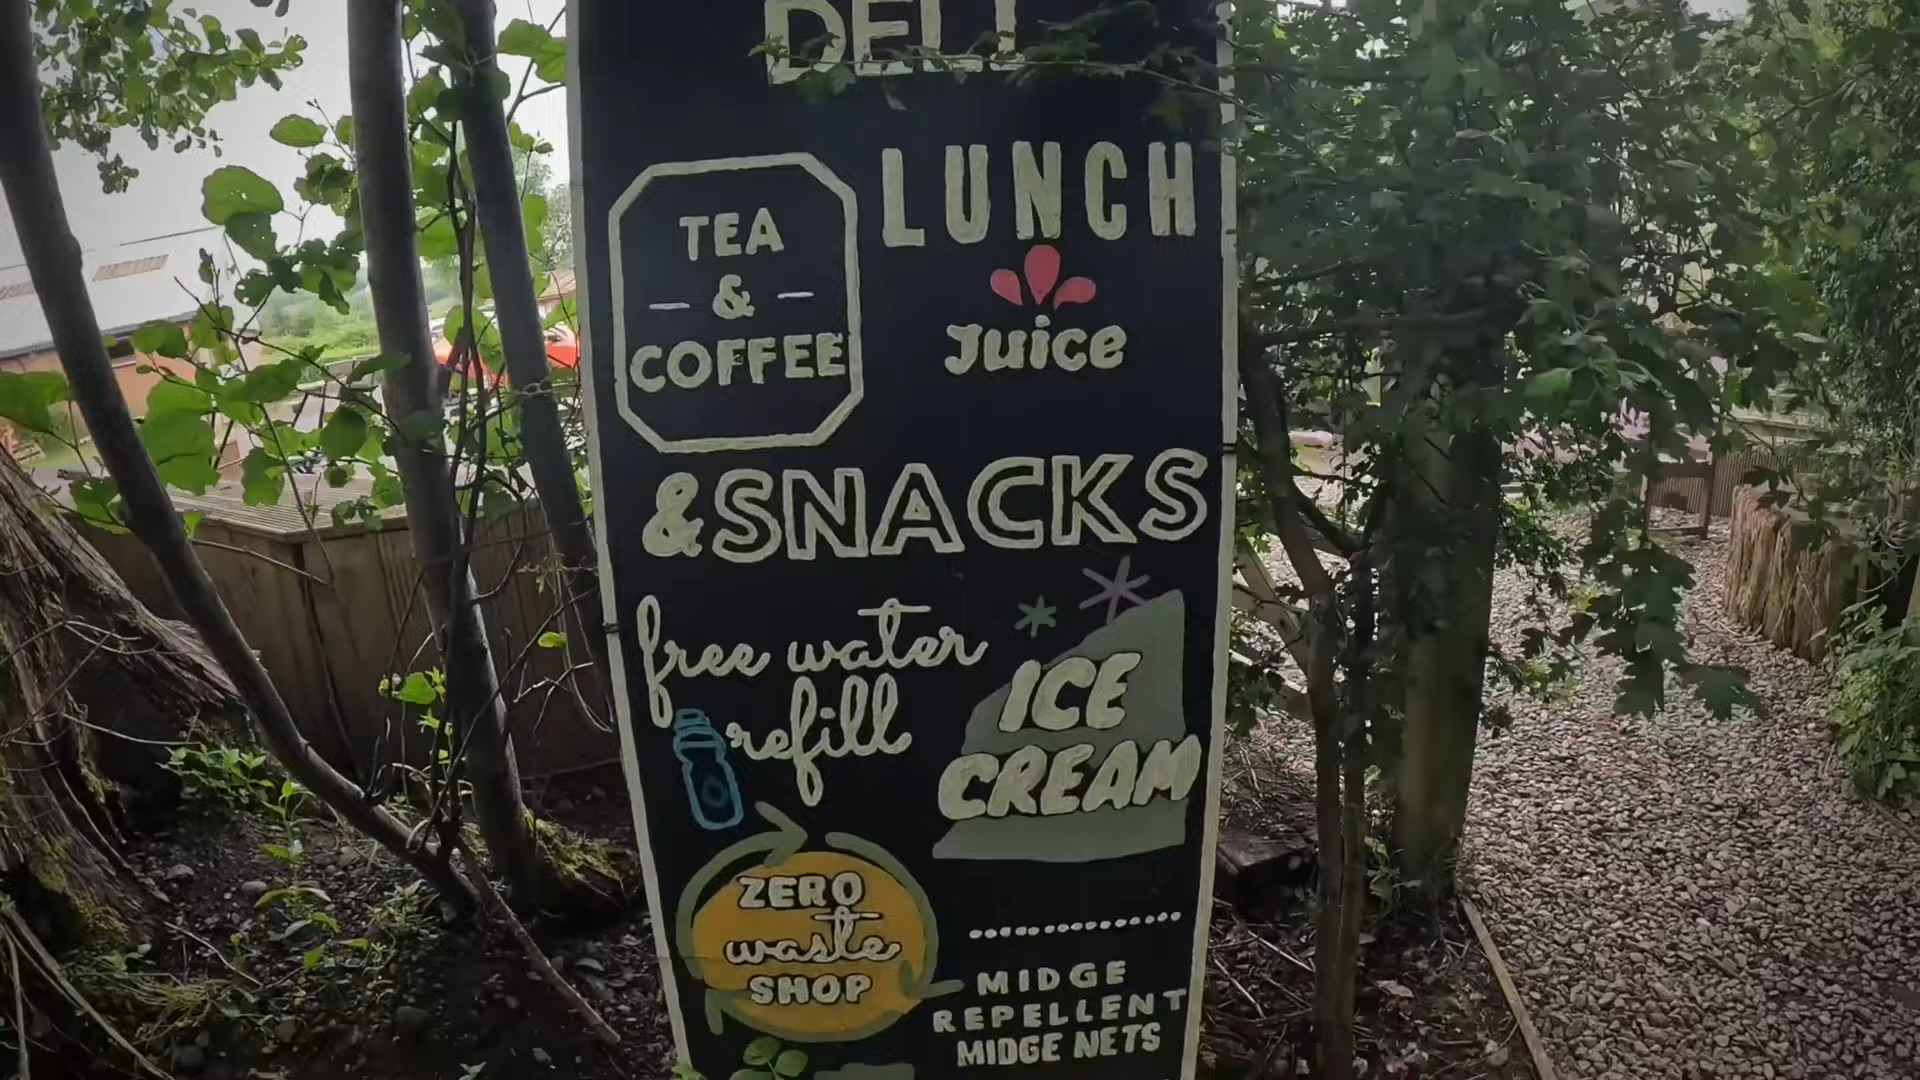 DELI
TEA
&
COFFEE
LUNCH
Juice
& SNACKS
free water
refill
ICE
CREAM
ZERO
waste
SHOP
MIDGE
REPELLENT
MIDGE NETS